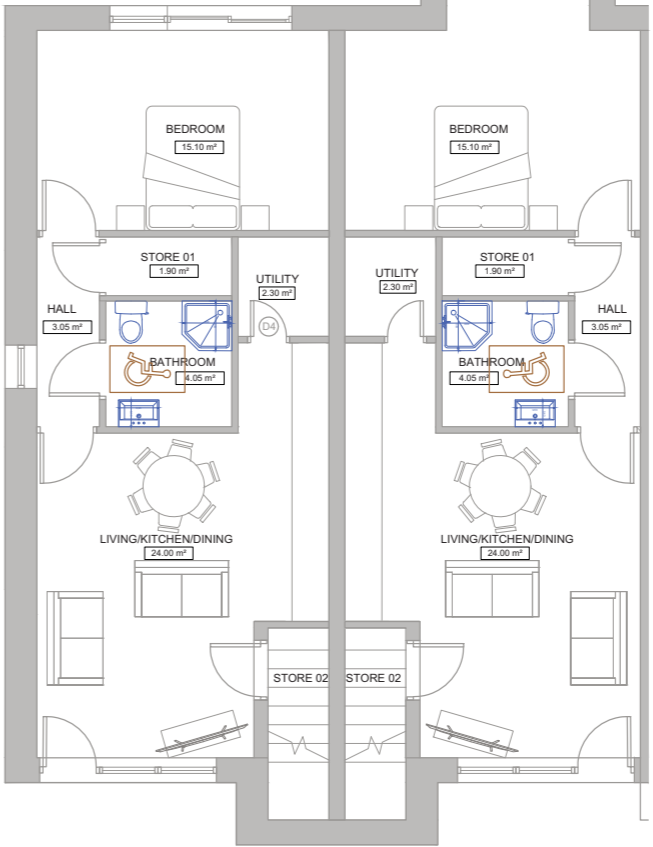 BEDROOM
15.10 m²
BEDROOM
15.10 m²
STORE 01
1.90 m²
UTILITY
2.30 m²
UTILITY
2.30 m²
STORE 01
1.90 m²
HALL
3.05 m²
D4
HALL
3.05 m²
BATHROOM
4.05 m²
BATHROOM
4.05 m²
LIVING/KITCHEN/DINING
24.00 m²
LIVING/KITCHEN/DINING
24.00 m²
STORE 02
STORE 02